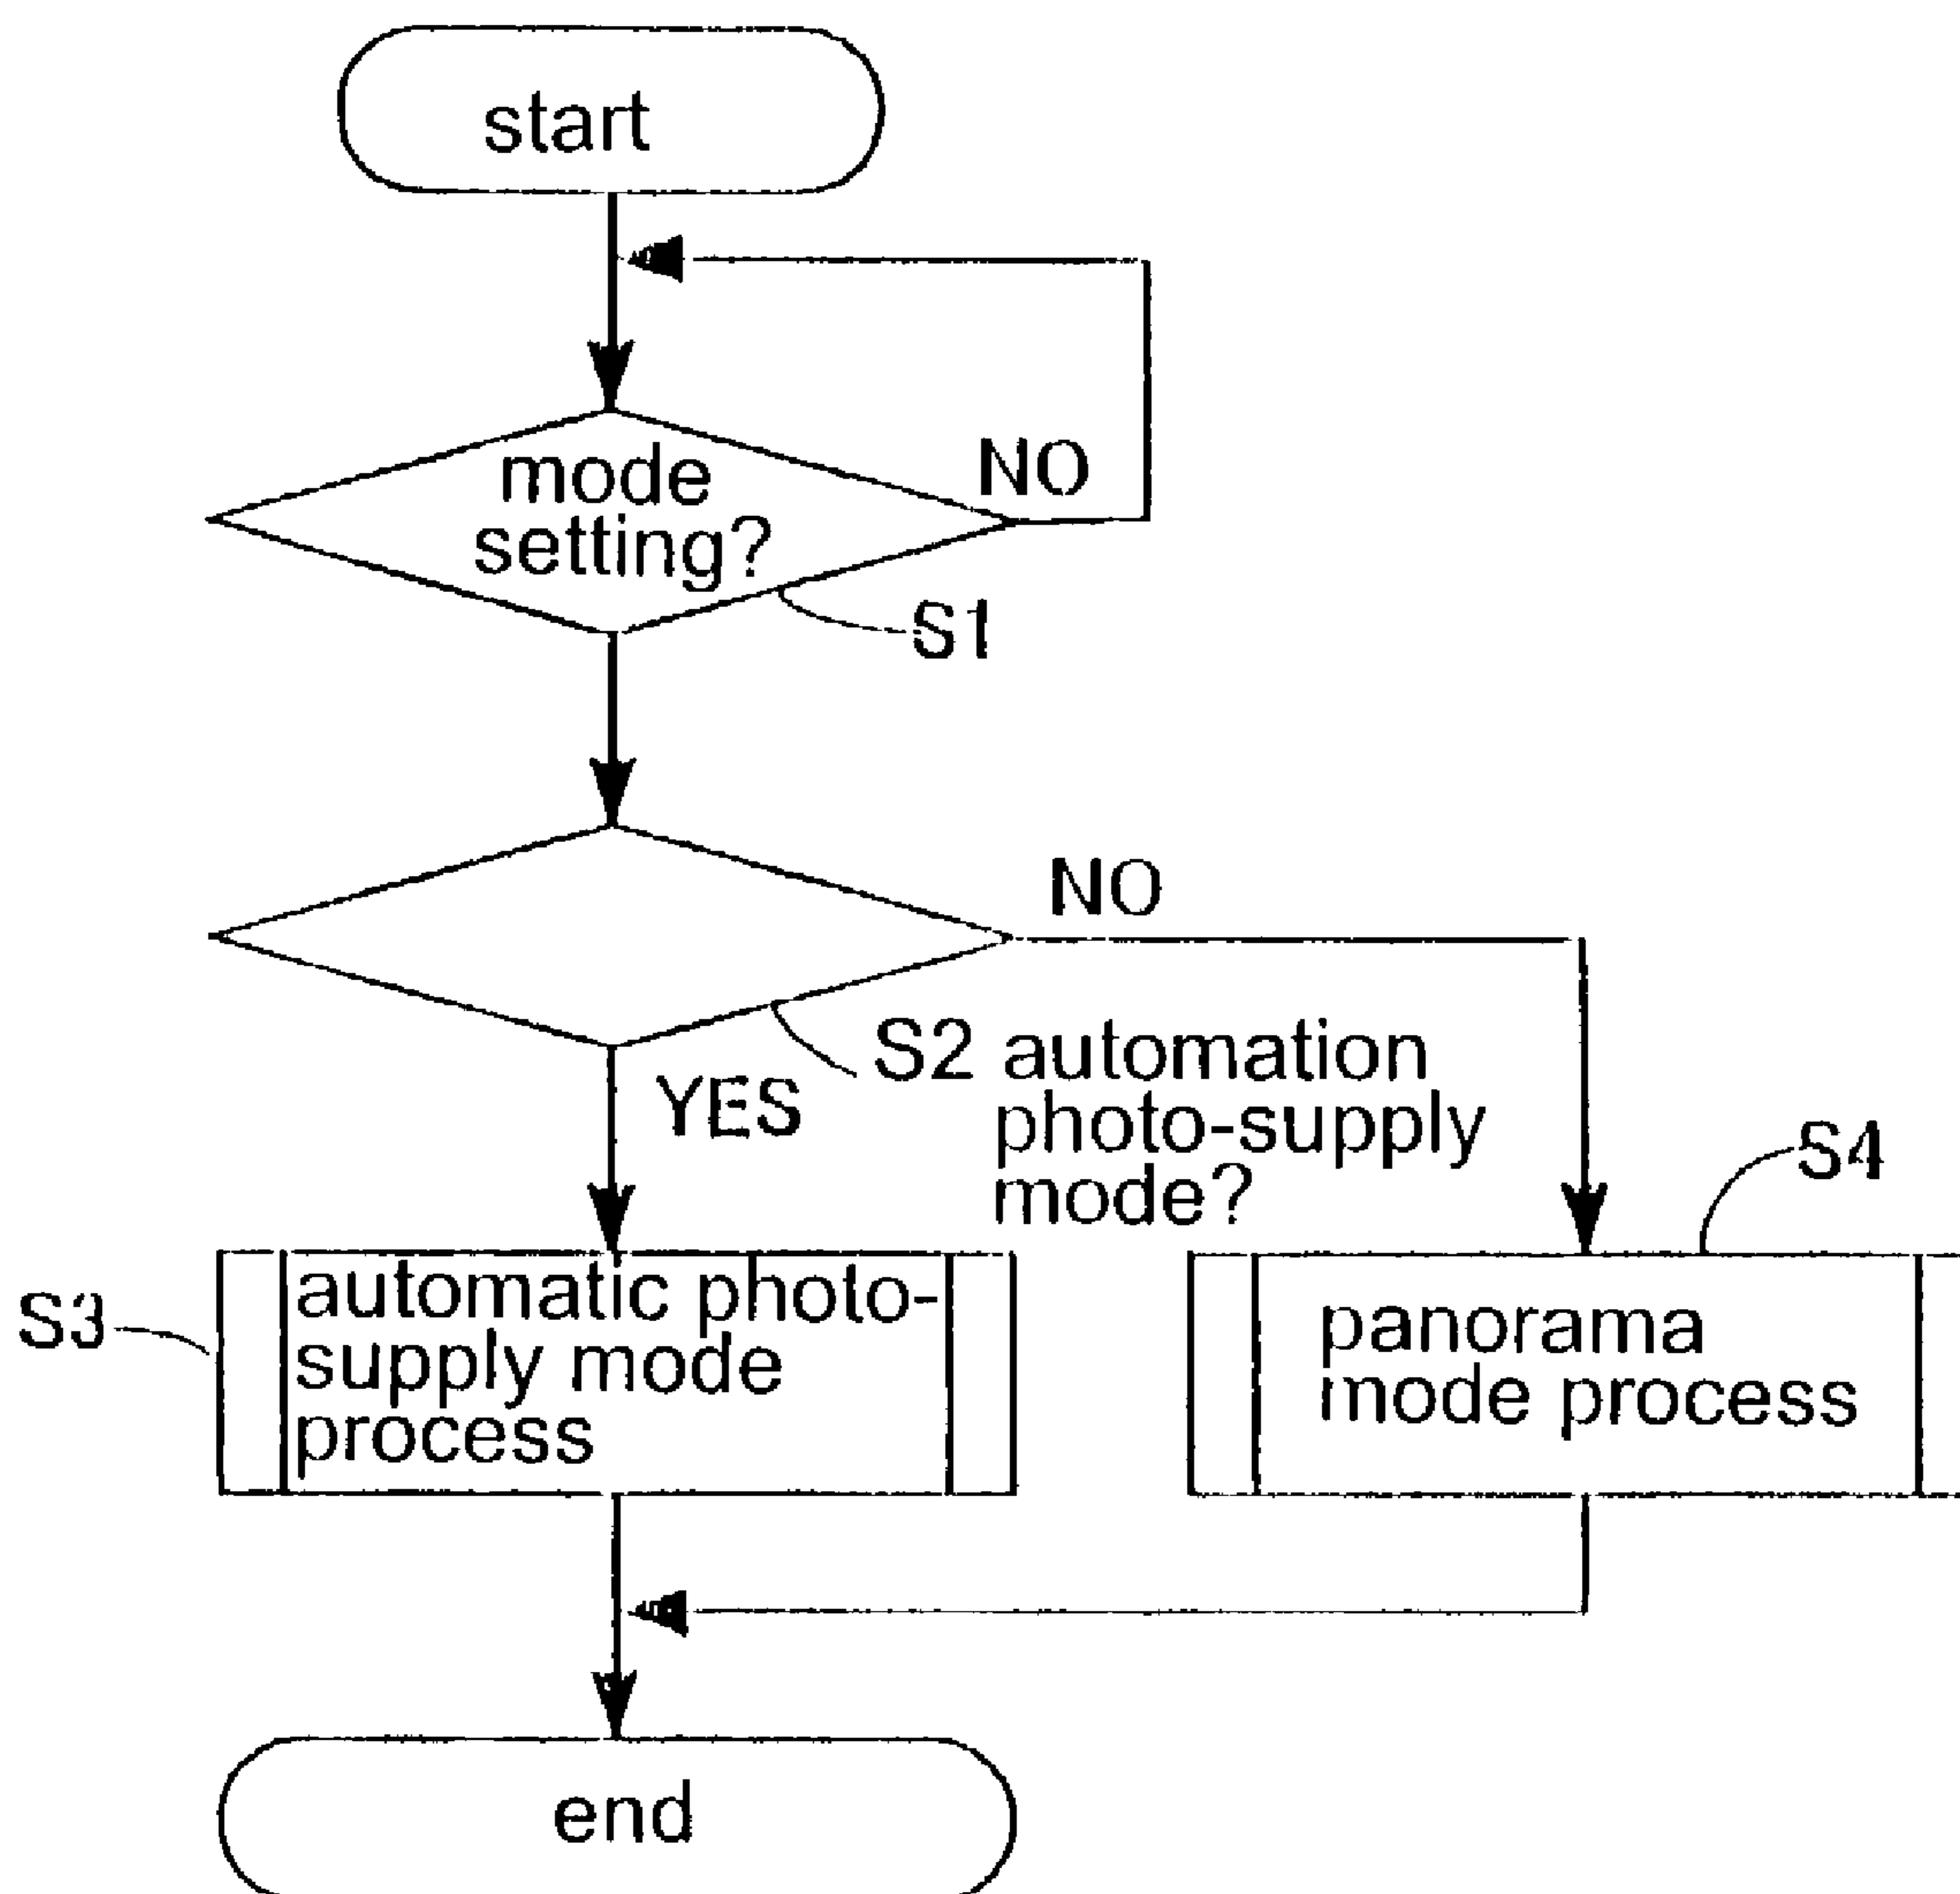 start
mode
setting?
NO
S1
NO
S2 automation
photo-supply
mode?
YES
S4
S3
automatic photo-
supply mode
process
panorama
mode process
end